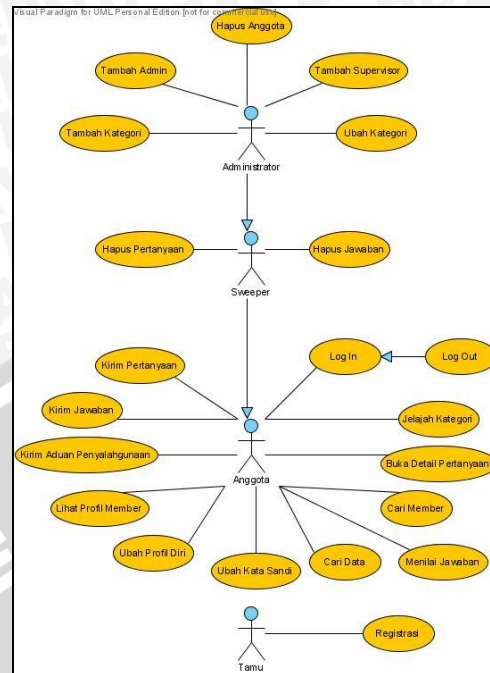 Visual Paradigm for UML Personal Edition [not for commercial use]
Hapus Anggota
Tambah Admin
Tambah Supervisor
Tambah Kategori
Ubah Kategori
Administrator
Hapus Pertanyaan
Hapus Jawaban
Sweeper
Kirim Pertanyaan
Log In
Log Out
Kirim Jawaban
Jelajah Kategori
Kirim Aduan Penyalahgunaan
Buka Detail Pertanyaan
Anggota
Lihat Profil Member
Cari Member
Ubah Profil Diri
Ubah Kata Sandi
Cari Data
Menilai Jawaban
Registrasi
Tamu